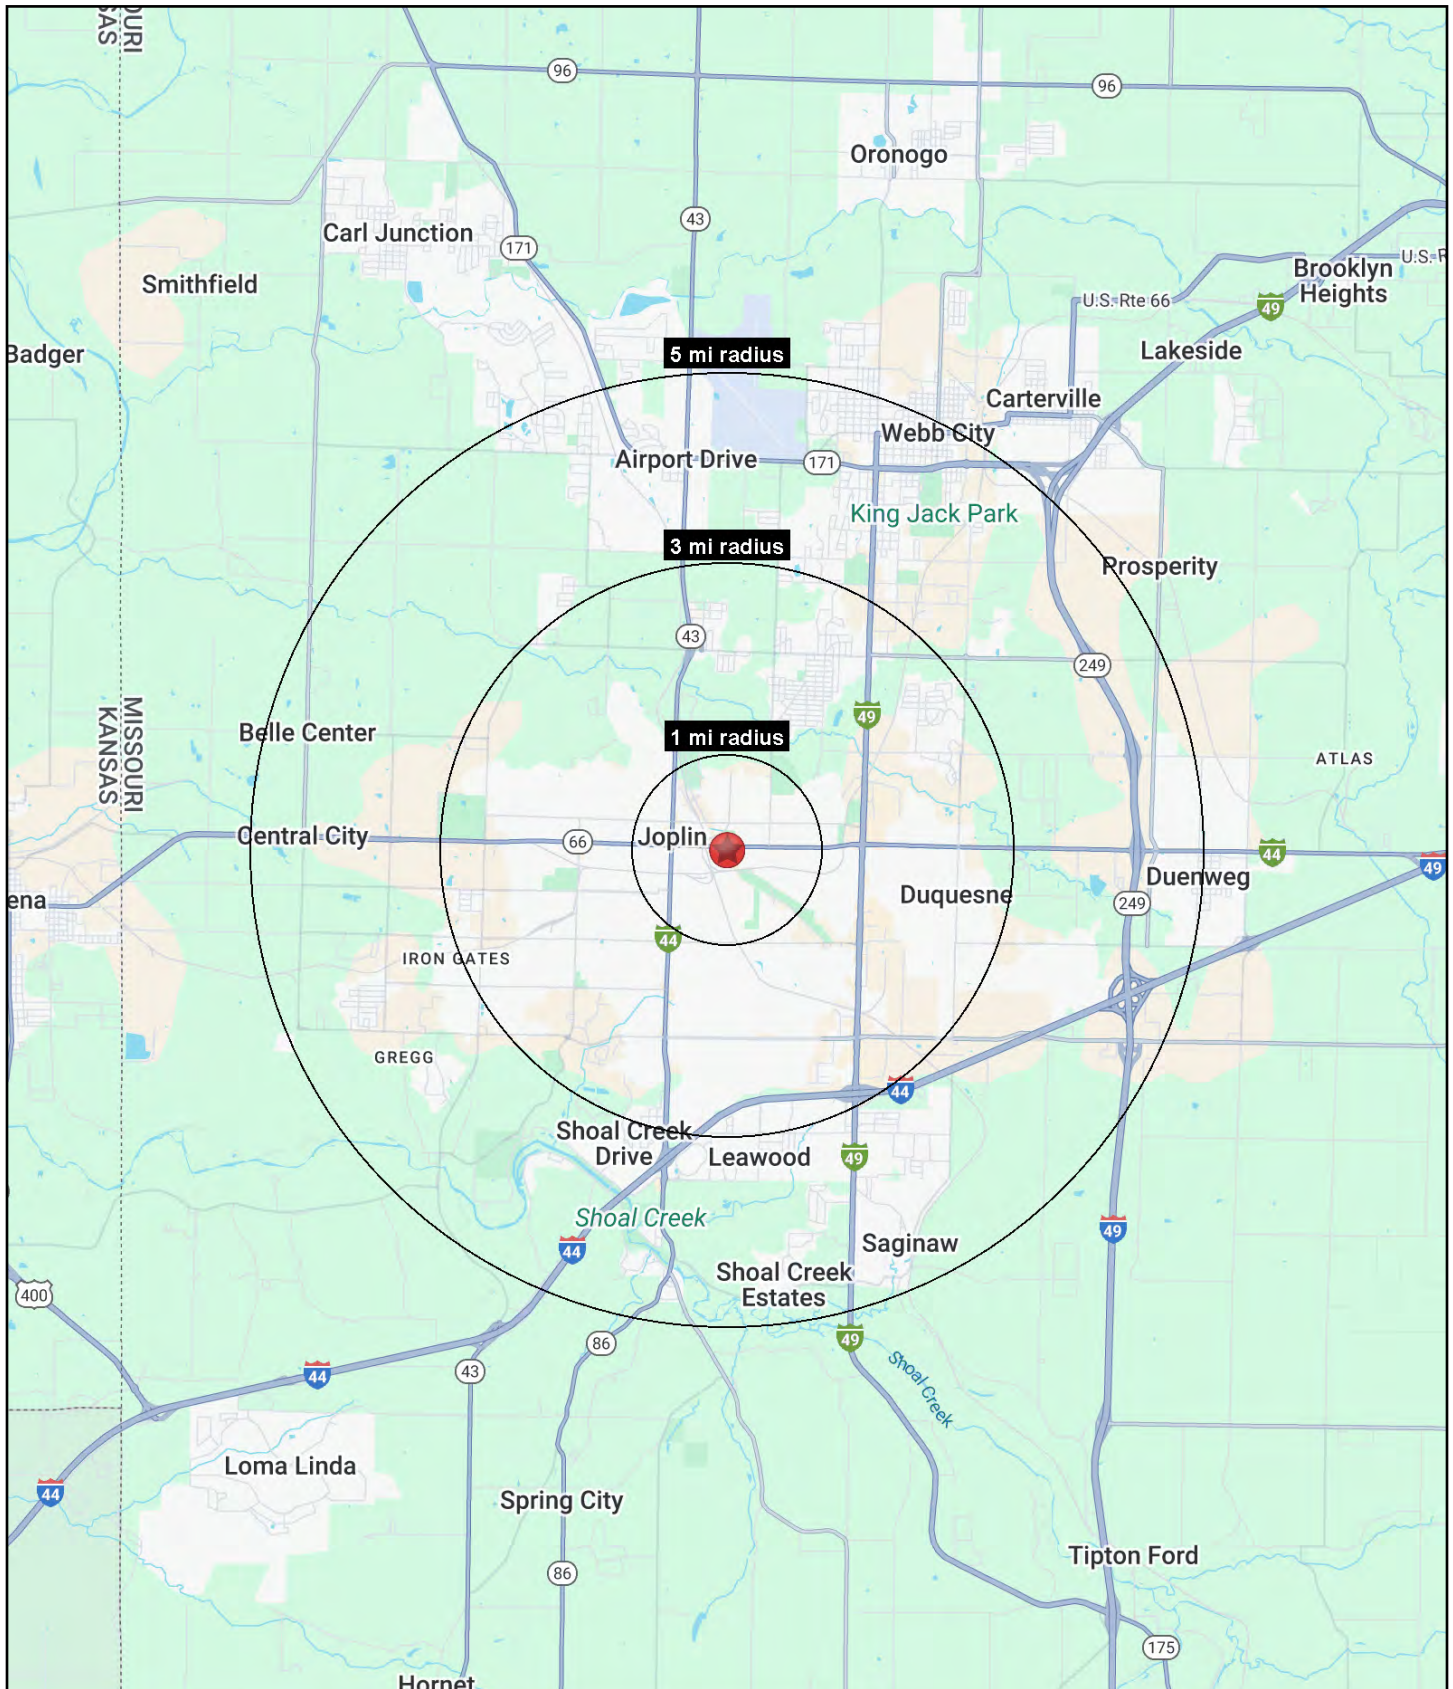 OURI
SAS
96
96
Oronogo
43
Carl Junction
171
Smithfield
Brooklyn
Heights
U.S. R
U.S. Rte 66
49
Badger
5 mi radius
Lakeside
Carterville
Webb City
Airport Drive
171
King Jack Park
3 mi radius
Prosperity
43
249
MISSOURI
KANSAS
49
Belle Center
1 mi radius
ATLAS
Central City
66
Joplin
44
49
Duenweg
ena
Duquesne
249
44
IRON GATES
GREGG
44
Shoal Creek
Drive
Leawood
49
Shoal Creek
49
44
Saginaw
Shoal Creek
Estates
400
86
49
43
44
Shoal Creek
Loma Linda
44
Spring City
Tipton Ford
86
175
Hornet